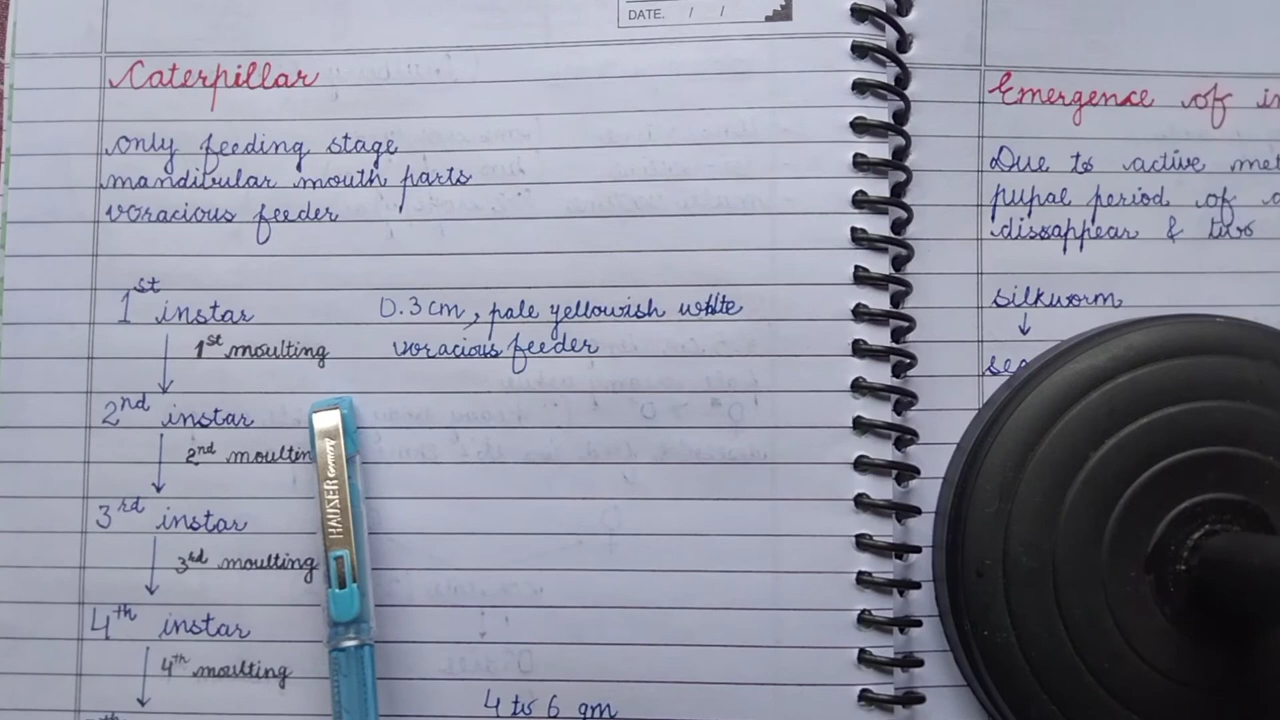 DATE. / /
Caterpillar
only feeding stage
mandibular mouth parts
voracious feeder
1st instar 0.3 cm, pale yellowish white
1st moulting voracious feeder
2nd instar
2nd moultin
3rd instar
3rd moulting
4th instar
4th moulting
4 to 6 gm
HAUSER
Emergence of
Due to active
pupal period of
dissappear & two
silkworm
↓